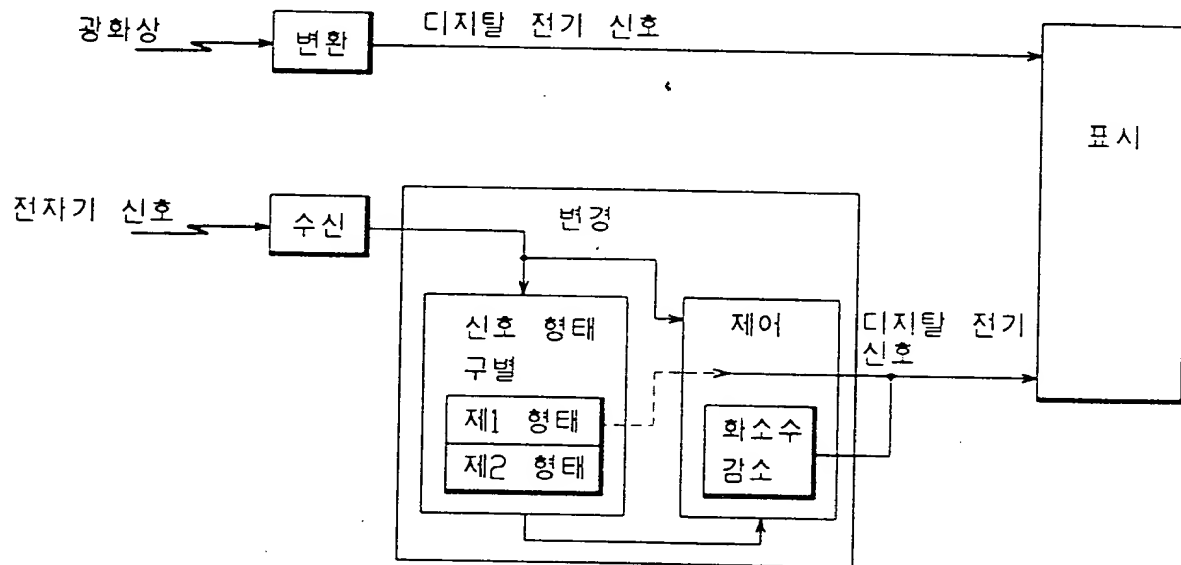 광화상
변환
디지탈 전기 신호
표시
전자기 신호
수신
변경
신호 형태
구별
제1 형태
제2 형태
제어
화소수
감소
디지탈 전기
신호